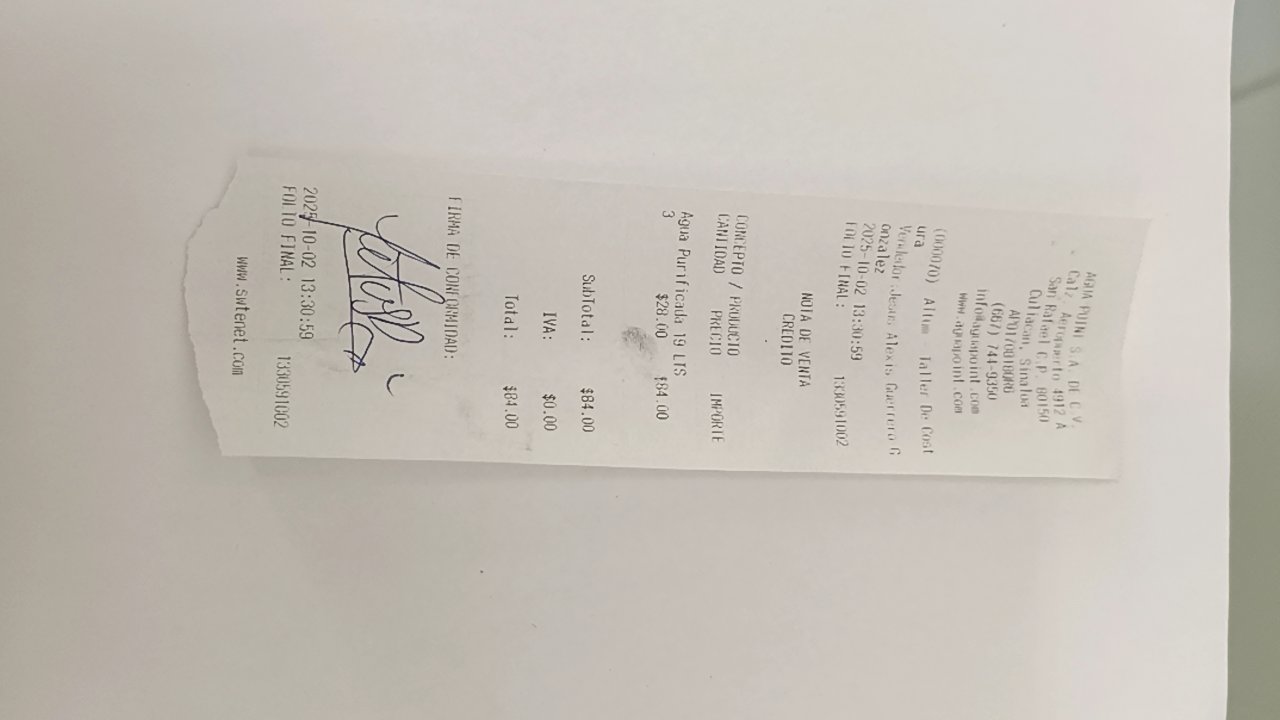 AGUA POINT S.A. DE C.V.
Calz Aeropuerto 4912 A
San Rafael C.P. 80150
Culiacan, Sinaloa
(667) 744-9350
info@aguapoint.com
www.aguapoint.com
(000070) Altum - Taller De Cost
ura
Vendedor: Jesus Alexis Guerrero G
onzalez
2025-10-02 13:30:59
FOLIO FINAL: 1330591002
NOTA DE VENTA
CREDITO
CONCEPTO / PRODUCTO
CANTIDAD PRECIO IMPORTE
Agua Purificada 19 LTS
3 $28.00 $84.00
SubTotal: $84.00
IVA: $0.00
Total: $84.00
FIRMA DE CONFORMIDAD:
2025-10-02 13:30:59
FOLIO FINAL: 1330591002
www.swtenet.com